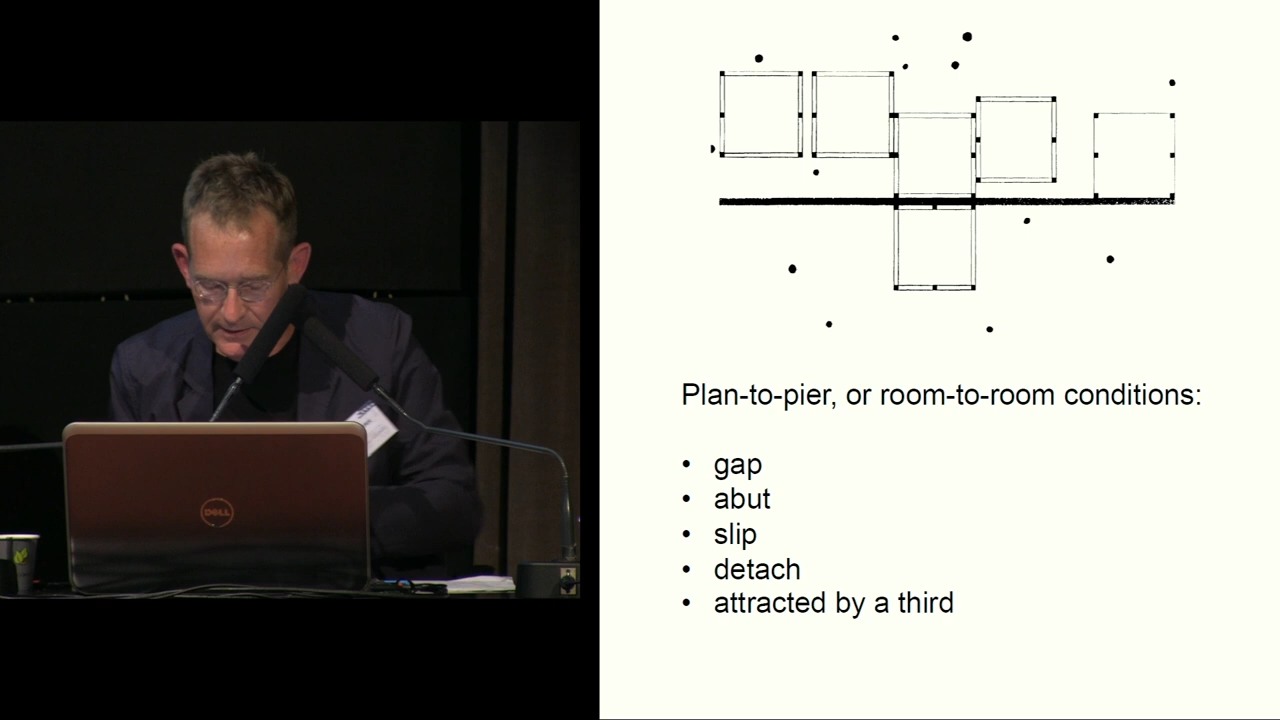 Plan-to-pier, or room-to-room conditions:
• gap
• abut
• slip
• detach
• attracted by a third
DELL